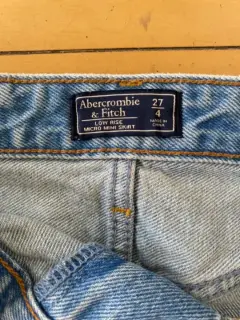 Abercrombie
& Fitch
LOW RISE
MICRO MINI SKIRT
27
4
MADE IN
CHINA